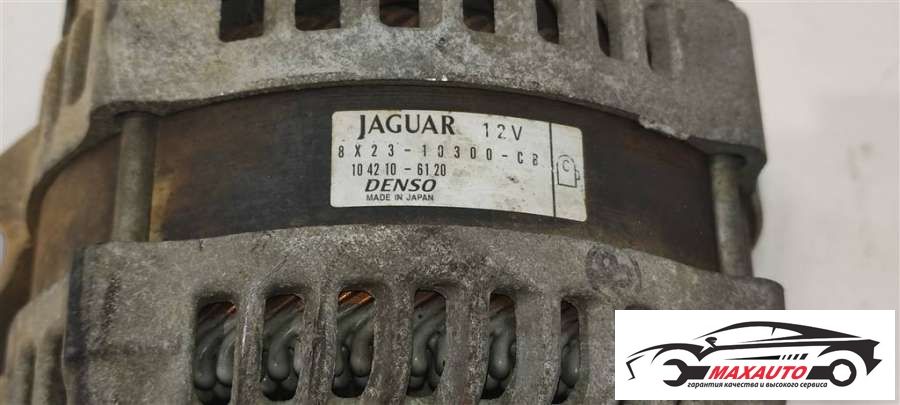 JAGUAR 12V
8X23-10300-CB
104210-6120
DENSO
MADE IN JAPAN
C
MAXAUTO
гарантия качества и высокого сервиса